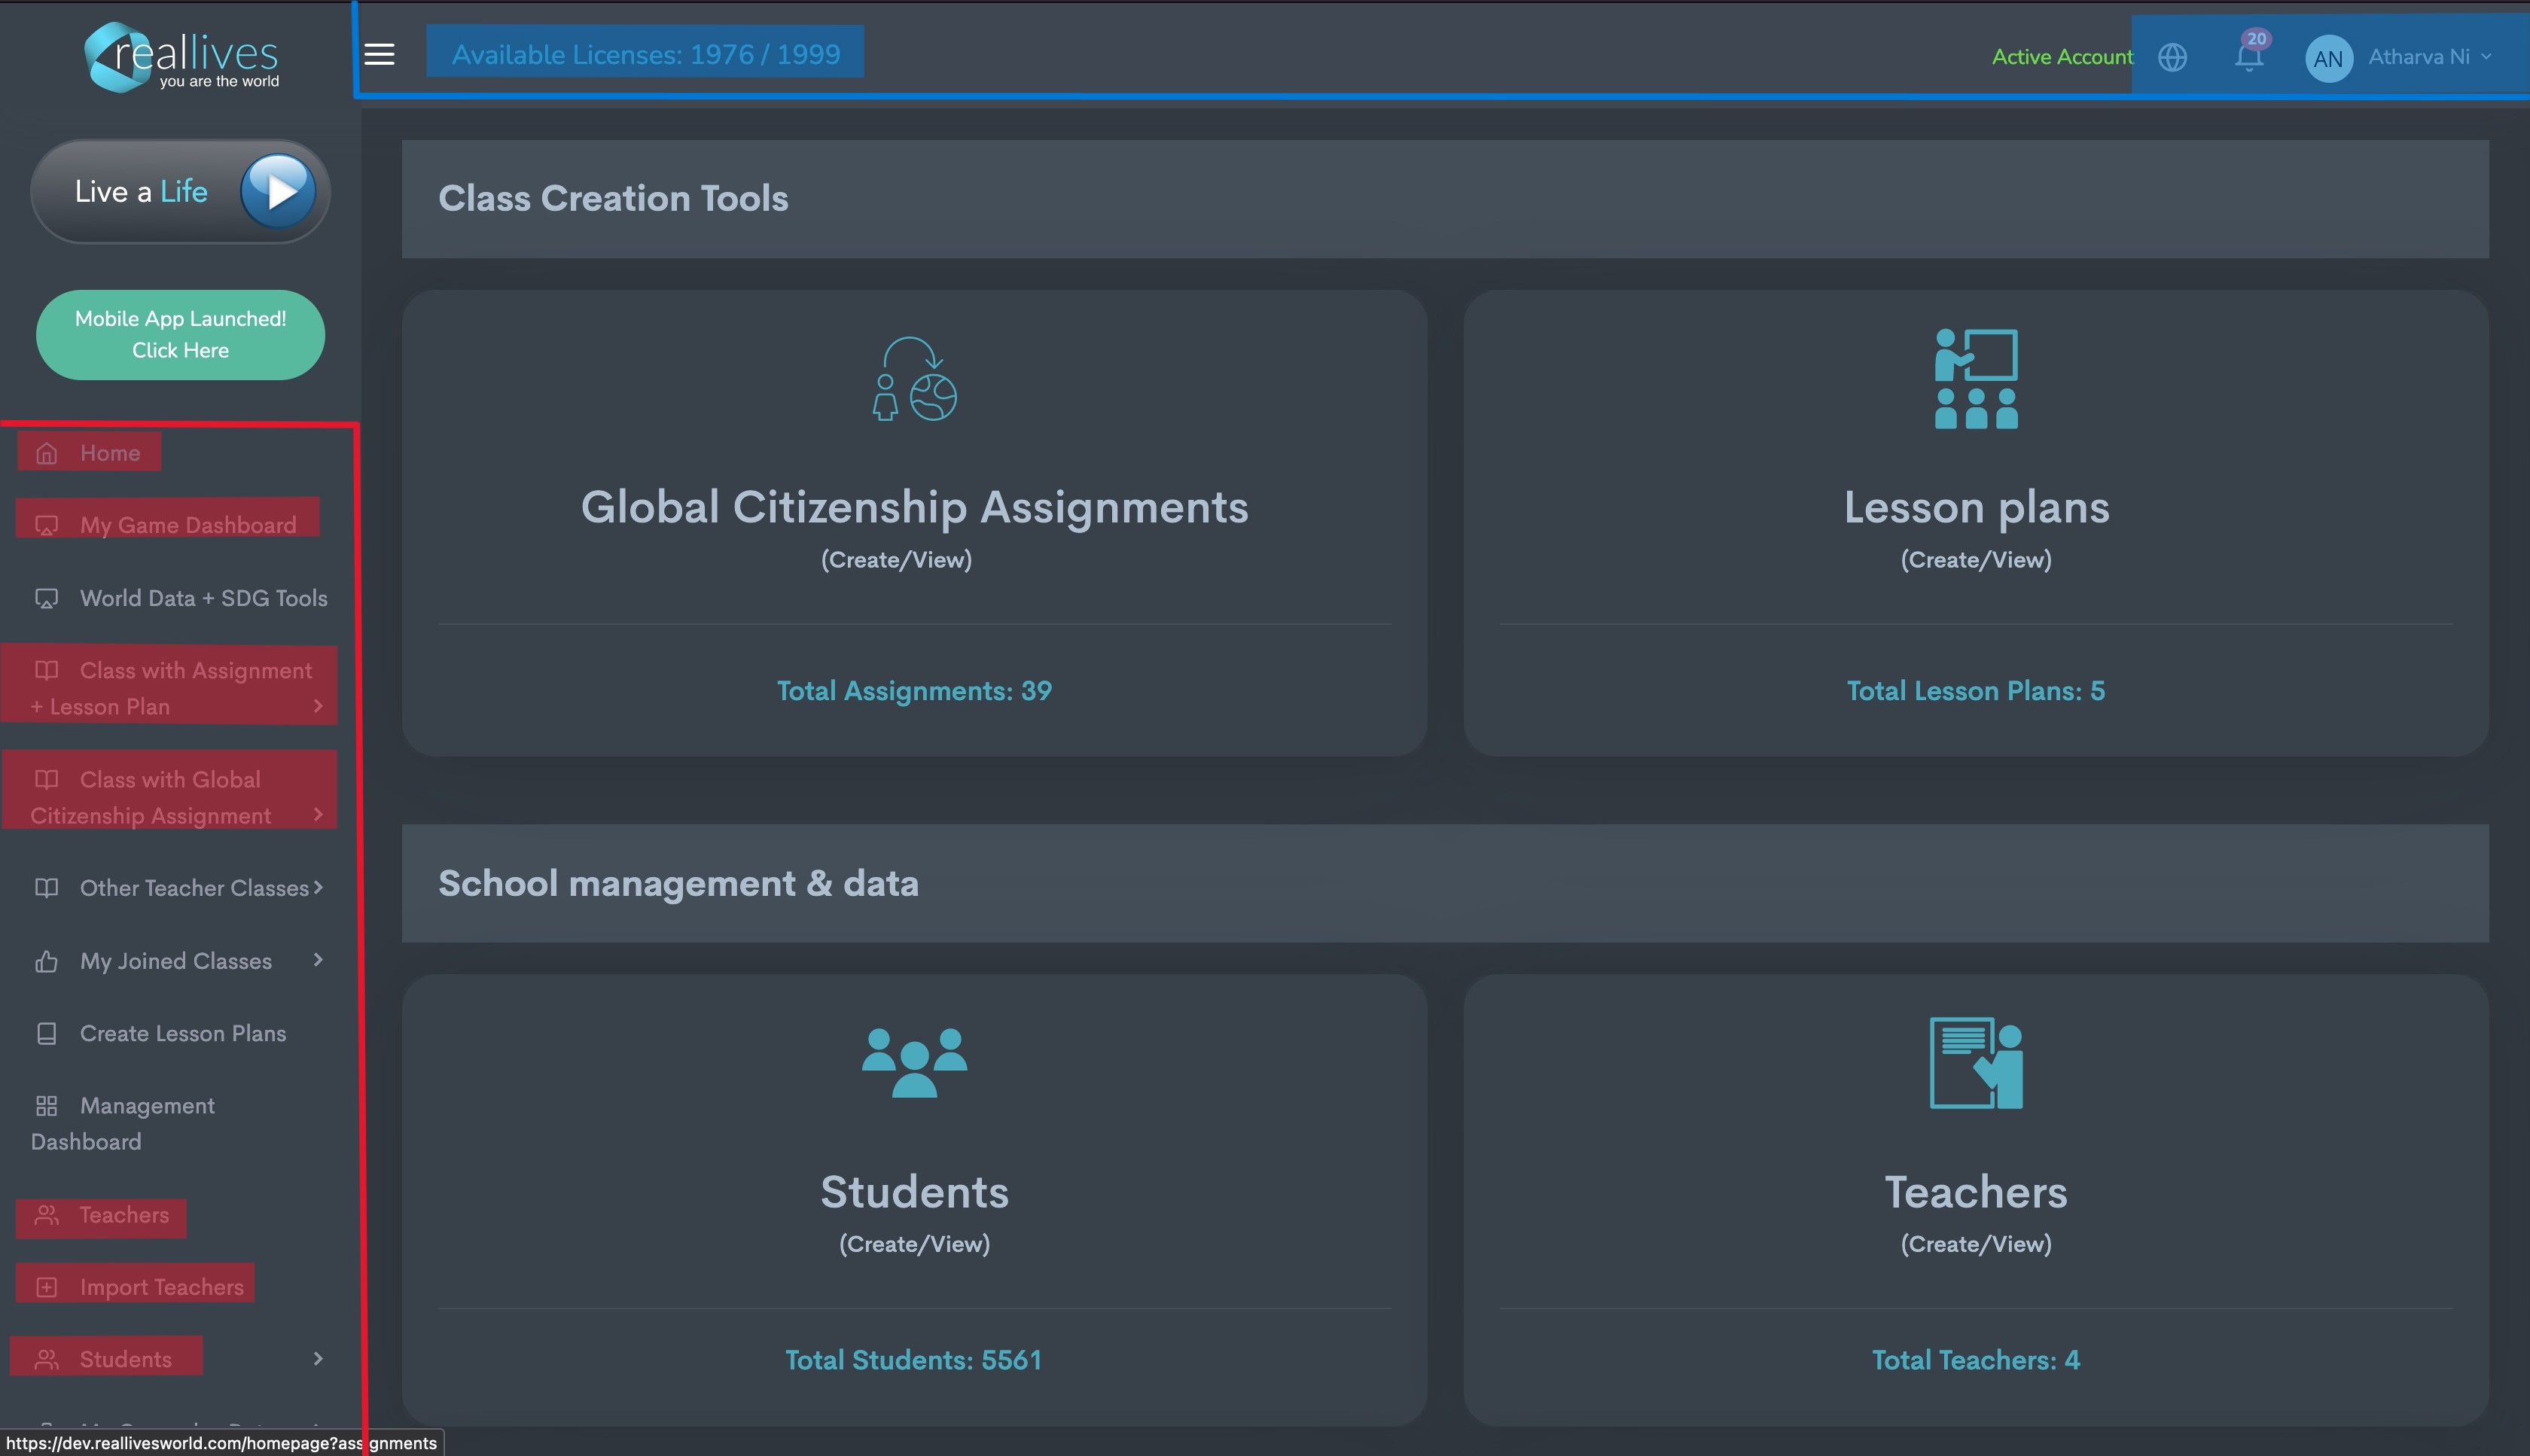 reallives
you are the world
Available Licenses: 1976 / 1999
Active Account
20
AN
Atharva Ni
Live a Life
Mobile App Launched!
Click Here
Home
My Game Dashboard
World Data + SDG Tools
Class with Assignment
+ Lesson Plan
Class with Global
Citizenship Assignment
Other Teacher Classes
My Joined Classes
Create Lesson Plans
Management
Dashboard
Teachers
Import Teachers
Students
Class Creation Tools
Global Citizenship Assignments
(Create/View)
Total Assignments: 39
Lesson plans
(Create/View)
Total Lesson Plans: 5
School management & data
Students
(Create/View)
Total Students: 5561
Teachers
(Create/View)
Total Teachers: 4
https://dev.reallivesworld.com/homepage?assignments